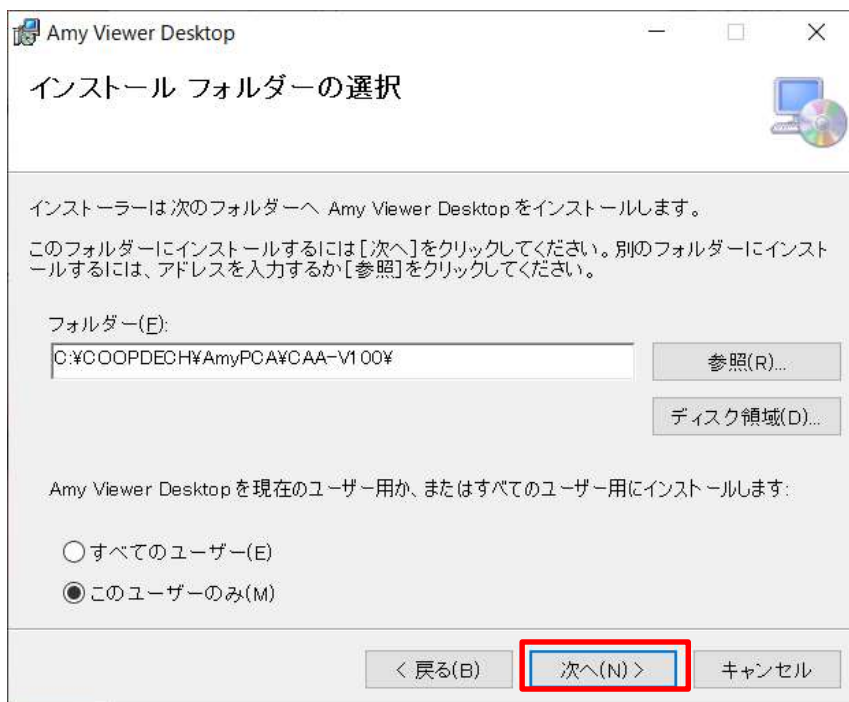 Amy Viewer Desktop
インストール フォルダーの選択
インストーラーは次のフォルダーへ Amy Viewer Desktop をインストールします。
このフォルダーにインストールするには[次へ]をクリックしてください。別のフォルダーにインスト
ールするには、アドレスを入力するか[参照]をクリックしてください。
フォルダー(F):
C:¥COOPDECH¥AmyPCA¥CAA-V100¥
参照(R)...
ディスク領域(D)...
Amy Viewer Desktop を現在のユーザー用か、またはすべてのユーザー用にインストールします:
すべてのユーザー(E)
このユーザーのみ(M)
< 戻る(B)
次へ(N) >
キャンセル